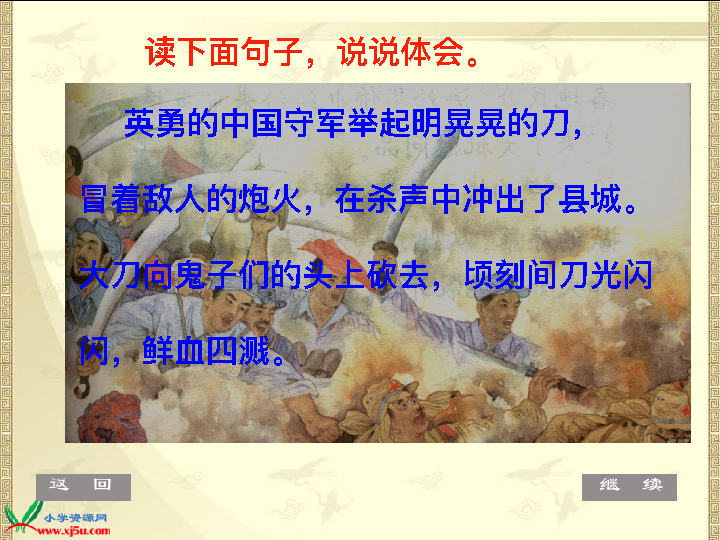 读下面句子，说说体会。
英勇的中国守军举起明晃晃的刀，
冒着敌人的炮火，在杀声中冲出了县城。
大刀向鬼子们的头上砍去，顷刻间刀光闪
闪，鲜血四溅。
返 回
继 续
小学资源网
www.xj5u.com